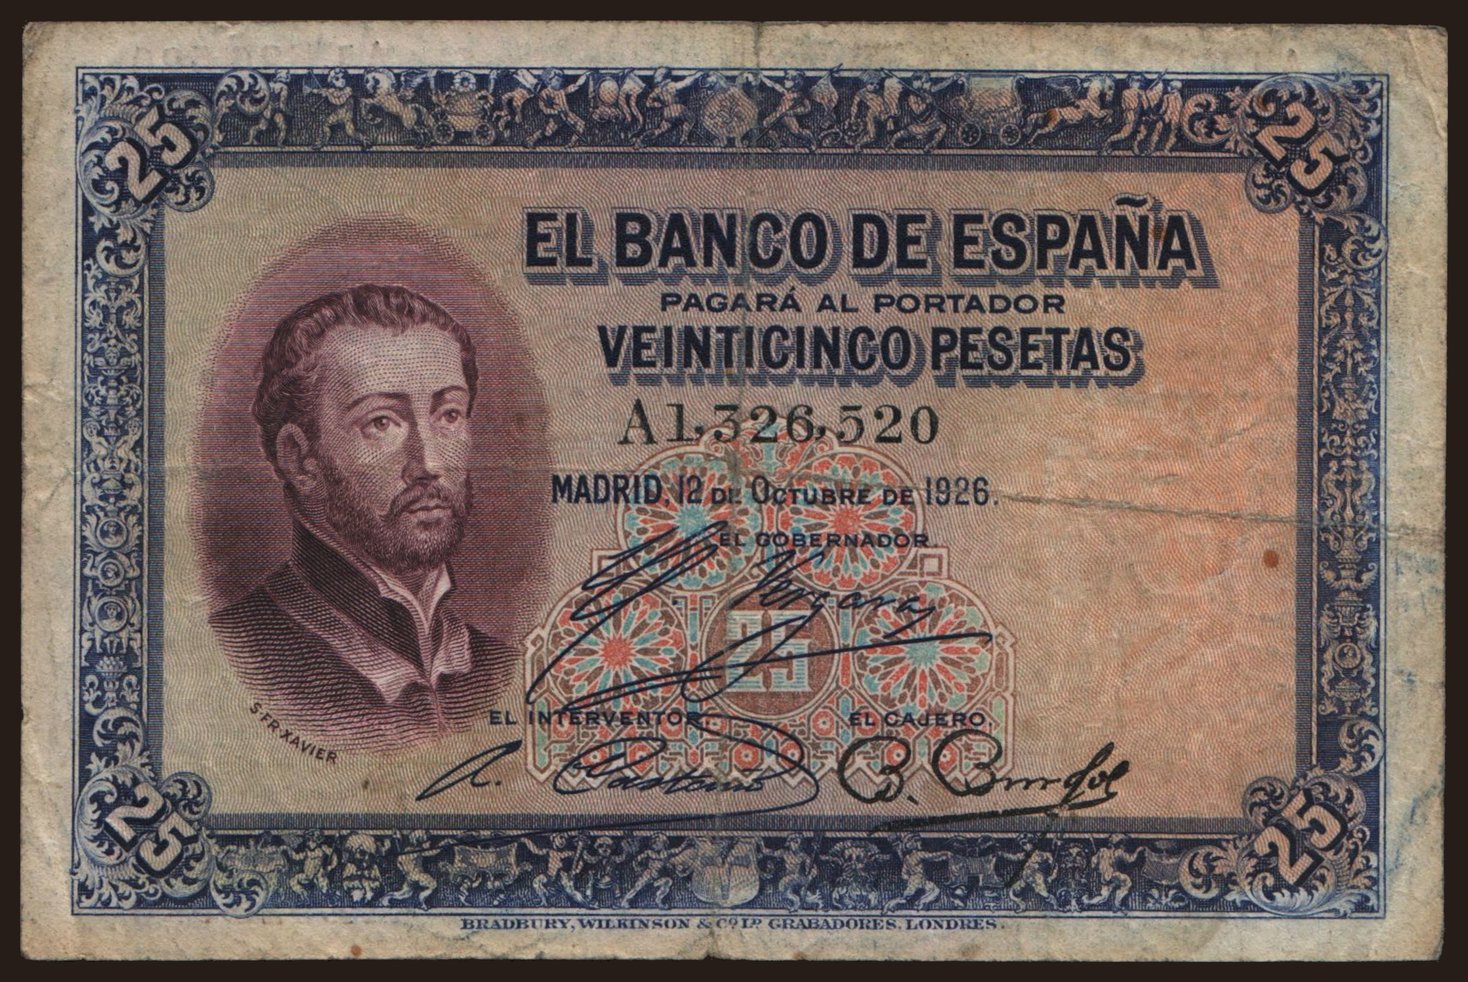 25 25
EL BANCO DE ESPAÑA
PAGARÁ AL PORTADOR
VEINTICINCO PESETAS
A1,326,520
MADRID, 12 DE OCTUBRE DE 1926.
EL GOBERNADOR
25
EL INTERVENTOR, EL CAJERO,
S. FR. XAVIER
25 25
BRADBURY, WILKINSON & Cº LD. GRABADORES, LONDRES.